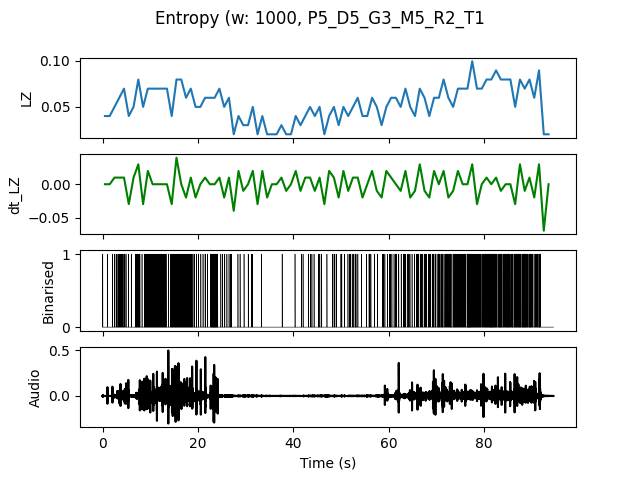 Entropy (w: 1000, P5_D5_G3_M5_R2_T1
0.10
0.05
LZ
0.00
−0.05
dt_LZ
1
0
Binarised
0.5
0.0
Audio
0 20 40 60 80
Time (s)